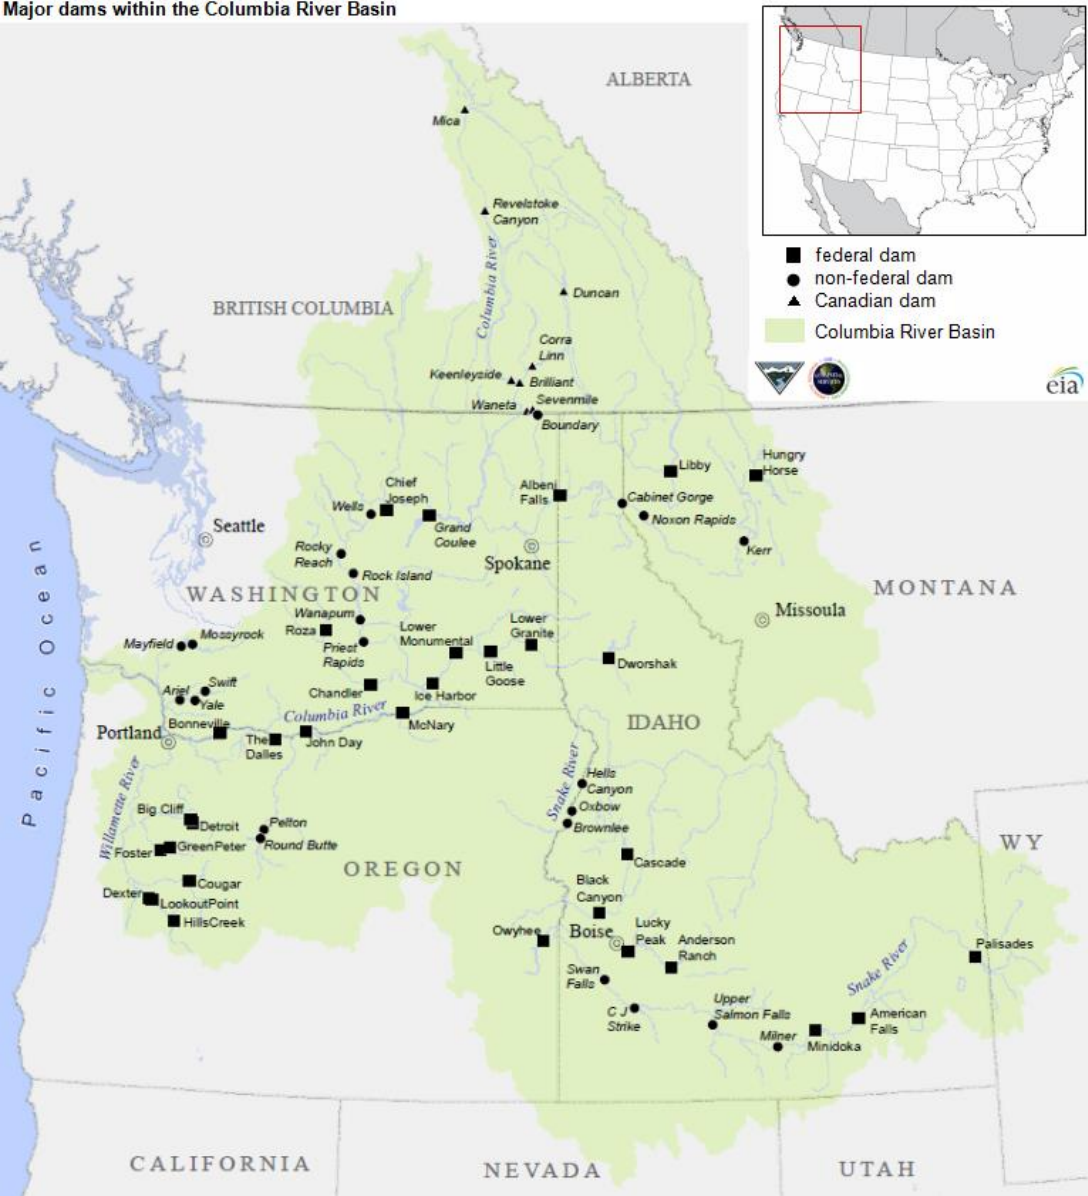 Major dams within the Columbia River Basin
ALBERTA
Mica
Revelstoke
Canyon
Columbia River
Duncan
BRITISH COLUMBIA
Corra
Linn
Keenleyside
Brilliant
Waneta
Sevenmile
Boundary
federal dam
non-federal dam
Canadian dam
Columbia River Basin
eia
Libby
Hungry
Horse
Albeni
Falls
Cabinet Gorge
Noxon Rapids
Kerr
Chief
Joseph
Wells
Grand
Coulee
Seattle
Spokane
Rocky
Reach
Rock Island
WASHINGTON
MONTANA
Missoula
Wanapum
Roza
Priest
Rapids
Lower
Monumental
Lower
Granite
Little
Goose
Mayfield
Mossyrock
Dworshak
Swift
Ariel
Yale
Chandler
Ice Harbor
Columbia River
McNary
Bonneville
Portland
The
Dalles
John Day
IDAHO
Pacific Ocean
Willamette River
Snake River
Hells
Canyon
Oxbow
Brownlee
Big Cliff
Detroit
Pelton
Round Butte
Foster
GreenPeter
OREGON
WY
Cascade
Cougar
Black
Canyon
Dexter
LookoutPoint
HillsCreek
Owyhee
Boise
Lucky
Peak
Anderson
Ranch
Snake River
Palisades
Swan
Falls
C J
Strike
Upper
Salmon Falls
Milner
Minidoka
American
Falls
CALIFORNIA
NEVADA
UTAH